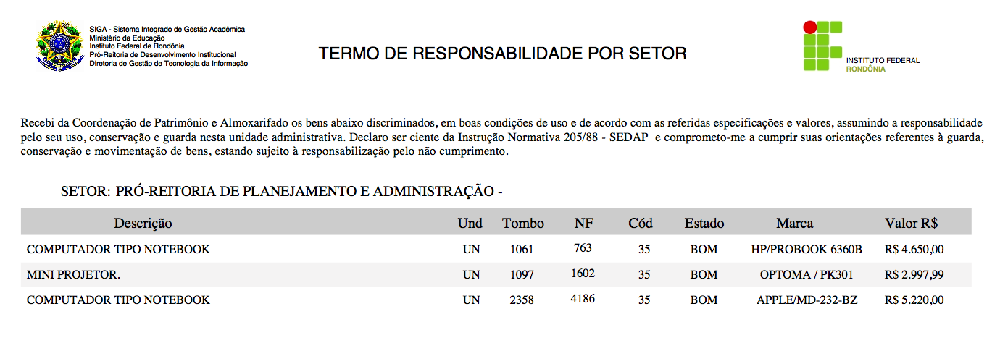 SIGA - Sistema Integrado de Gestão Acadêmica
Ministério da Educação
Instituto Federal de Rondônia
Pró-Reitoria de Desenvolvimento Institucional
Diretoria de Gestão de Tecnologia da Informação
TERMO DE RESPONSABILIDADE POR SETOR
INSTITUTO FEDERAL
RONDÔNIA
Recebi da Coordenação de Patrimônio e Almoxarifado os bens abaixo discriminados, em boas condições de uso e de acordo com as referidas especificações e valores, assumindo a responsabilidade
pelo seu uso, conservação e guarda nesta unidade administrativa. Declaro ser ciente da Instrução Normativa 205/88 - SEDAP e comprometo-me a cumprir suas orientações referentes à guarda,
conservação e movimentação de bens, estando sujeito à responsabilização pelo não cumprimento.
SETOR: PRÓ-REITORIA DE PLANEJAMENTO E ADMINISTRAÇÃO -
Descrição Und Tombo NF Cód Estado Marca Valor R$
COMPUTADOR TIPO NOTEBOOK UN 1061 763 35 BOM HP/PROBOOK 6360B R$ 4.650,00
MINI PROJETOR. UN 1097 1602 35 BOM OPTOMA / PK301 R$ 2.997,99
COMPUTADOR TIPO NOTEBOOK UN 2358 4186 35 BOM APPLE/MD-232-BZ R$ 5.220,00